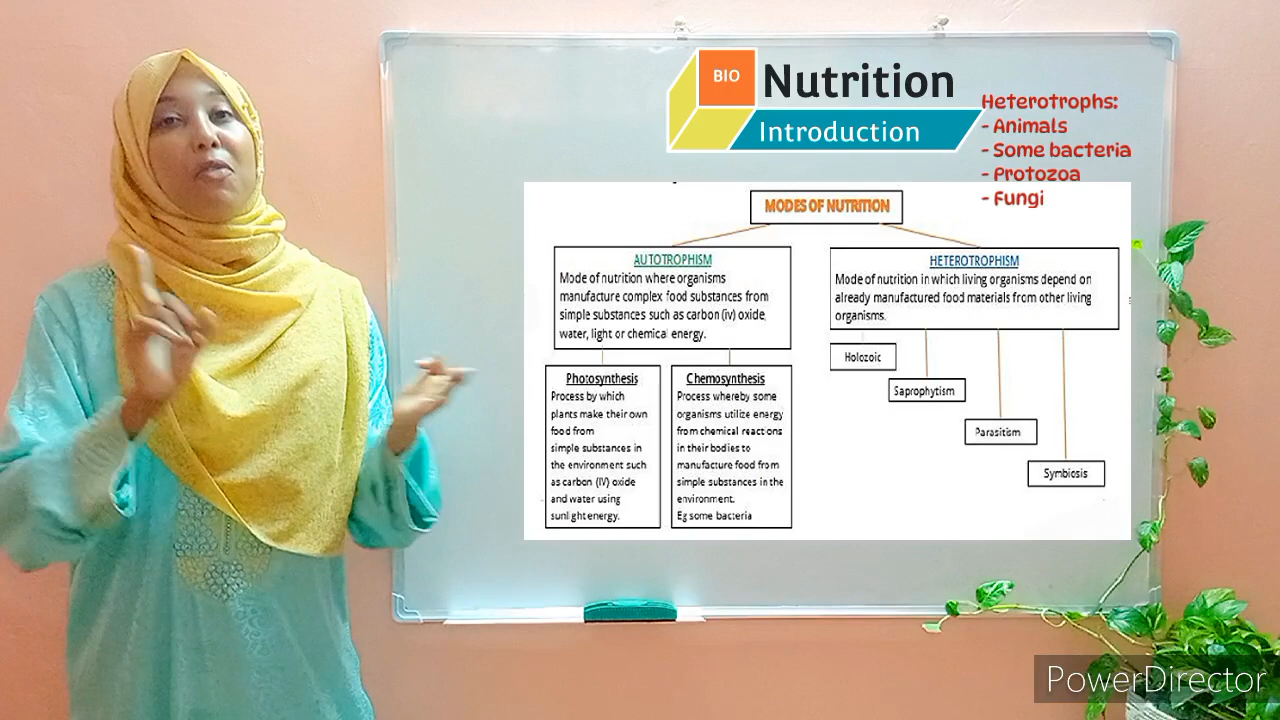 BIO
Nutrition
Introduction
Heterotrophs:
- Animals
- Some bacteria
- Protozoa
- Fungi
MODES OF NUTRITION
AUTOTROPHISM
Mode of nutrition where organisms
manufacture complex food substances from
simple substances such as carbon (iv) oxide,
water, light or chemical energy.
HETEROTROPHISM
Mode of nutrition in which living organisms depend on
already manufactured food materials from other living
organisms.
Photosynthesis
Process by which
plants make their own
food from
simple substances in
the environment such
as carbon (IV) oxide
and water using
sunlight energy.
Chemosynthesis
Process whereby some
organisms utilize energy
from chemical reactions
in their bodies to
manufacture food from
simple substances in the
environment.
Eg some bacteria
Holozoic
Saprophytism
Parasitism
Symbiosis
PowerDirector